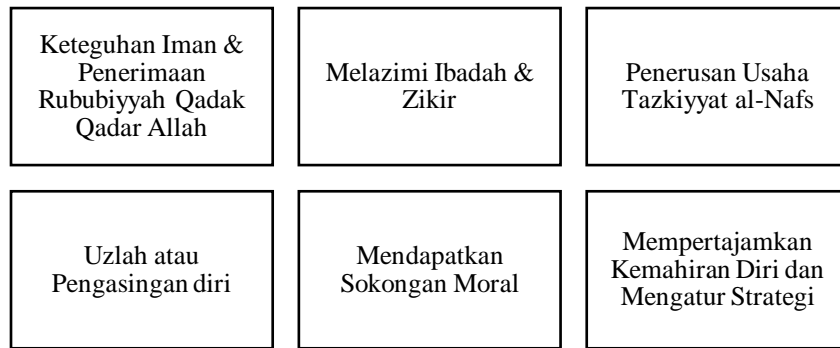 Keteguhan Iman &
Penerimaan
Rububiyyah Qadak
Qadar Allah
Melazimi Ibadah &
Zikir
Penerusan Usaha
Tazkiyyat al-Nafs
Uzlah atau
Pengasingan diri
Mendapatkan
Sokongan Moral
Mempertajamkan
Kemahiran Diri dan
Mengatur Strategi